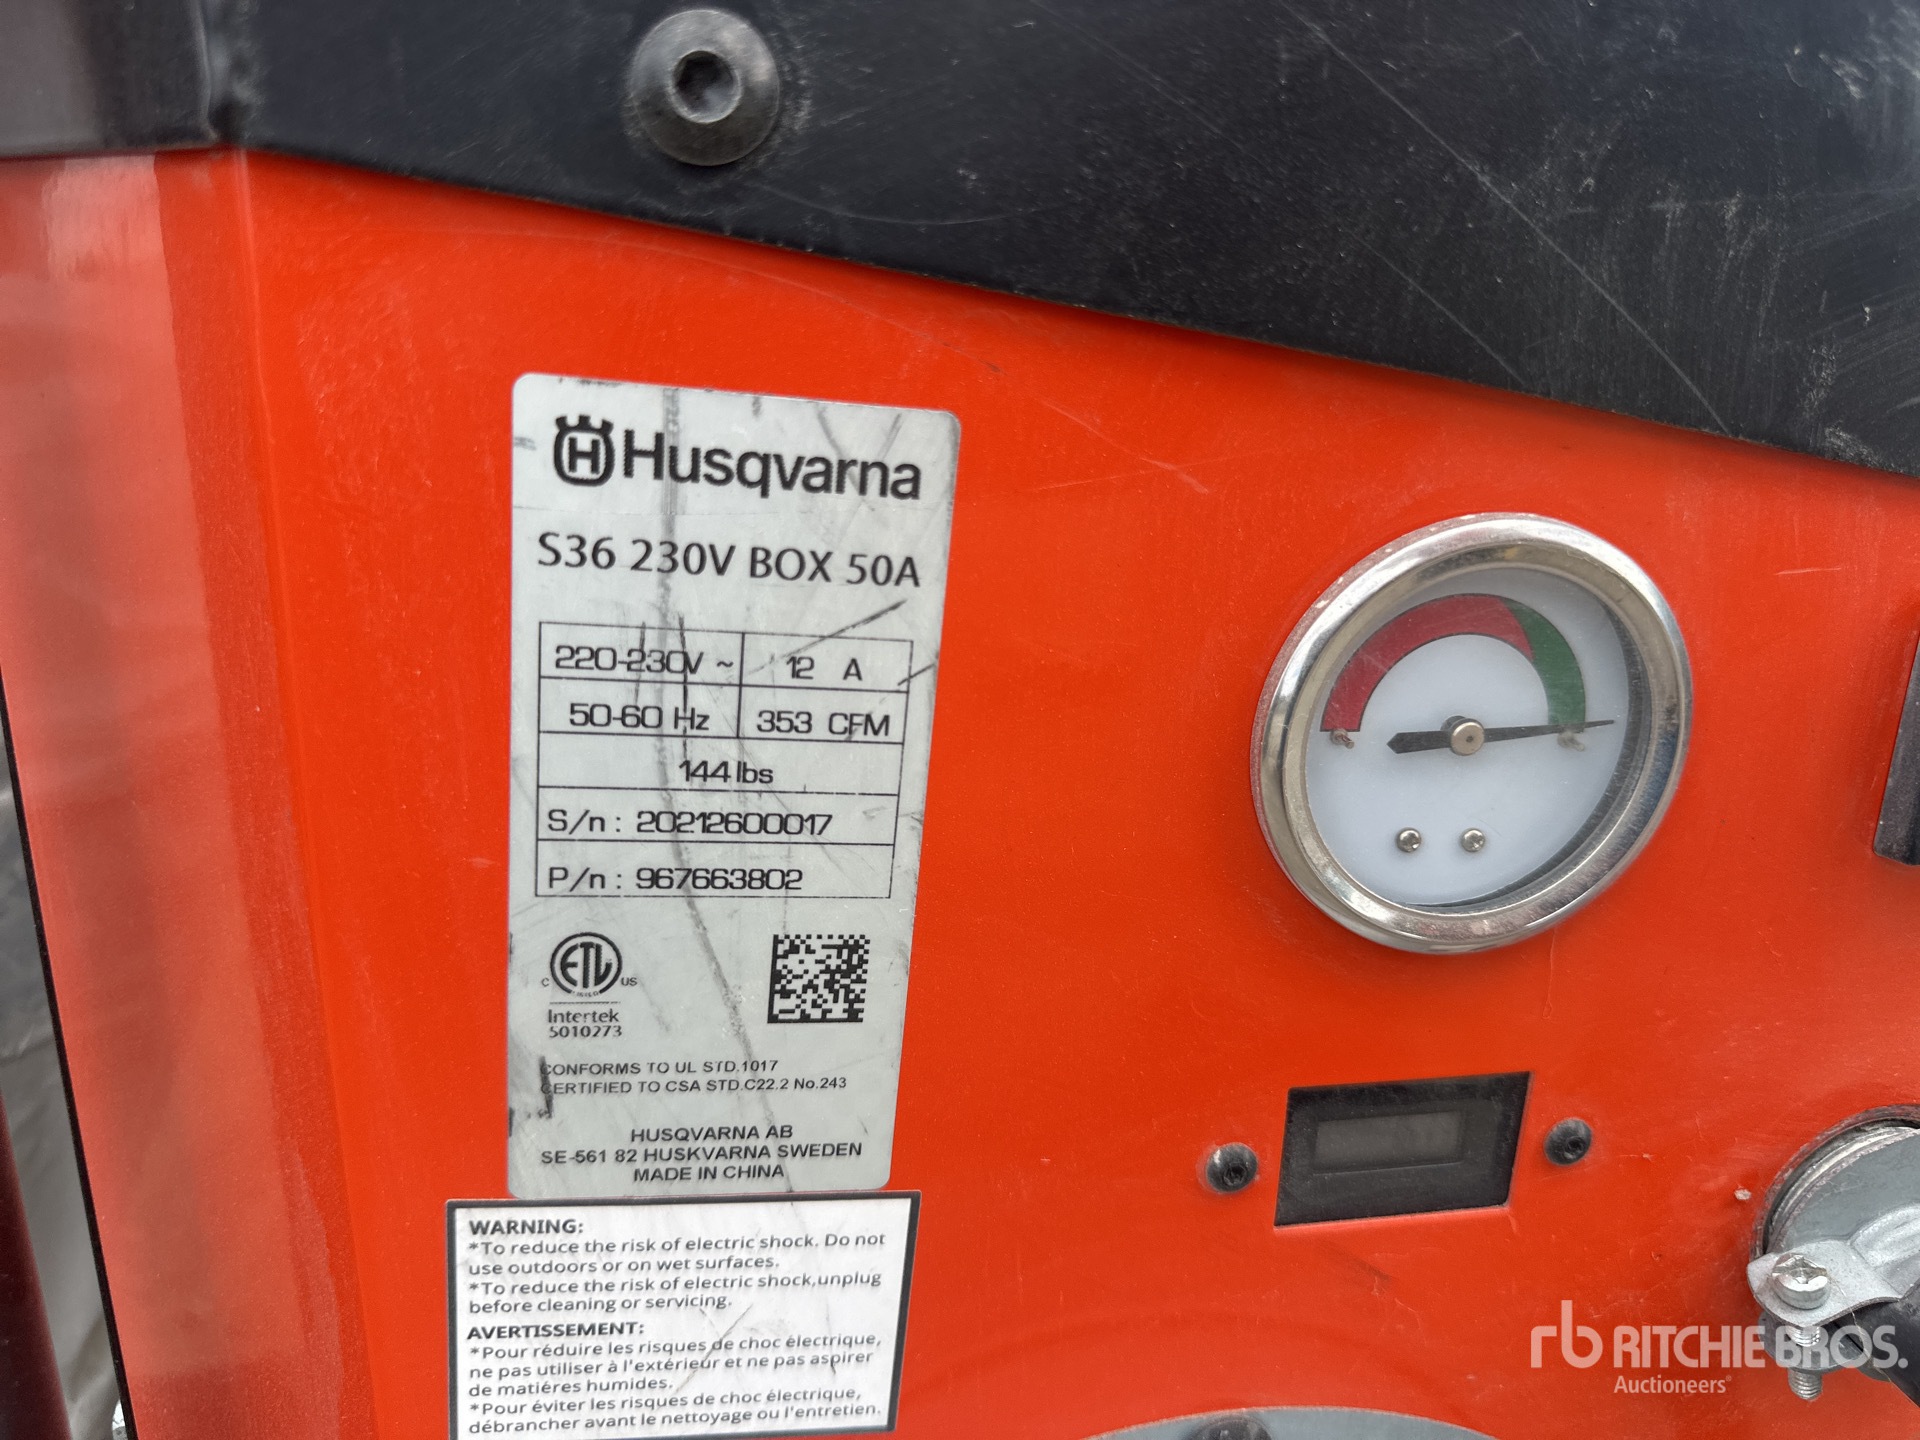 H Husqvarna
S36 230V BOX 50A
220-230V ~ 12 A
50-60 Hz 353 CFM
144 lbs
S/n : 20212600017
P/n : 967663802
ETL
C US
Intertek
5010273
CONFORMS TO UL STD.1017
CERTIFIED TO CSA STD.C22.2 No.243
HUSQVARNA AB
SE-561 82 HUSKVARNA SWEDEN
MADE IN CHINA
WARNING:
*To reduce the risk of electric shock. Do not
use outdoors or on wet surfaces.
*To reduce the risk of electric shock,unplug
before cleaning or servicing.
AVERTISSEMENT:
*Pour réduire les risques de choc électrique,
ne pas utiliser à l'extérieur et ne pas aspirer
de matiéres humides.
*Pour éviter les risques de choc électrique,
débrancher avant le nettoyage ou l'entretien.
rb RITCHIE BROS.
Auctioneers